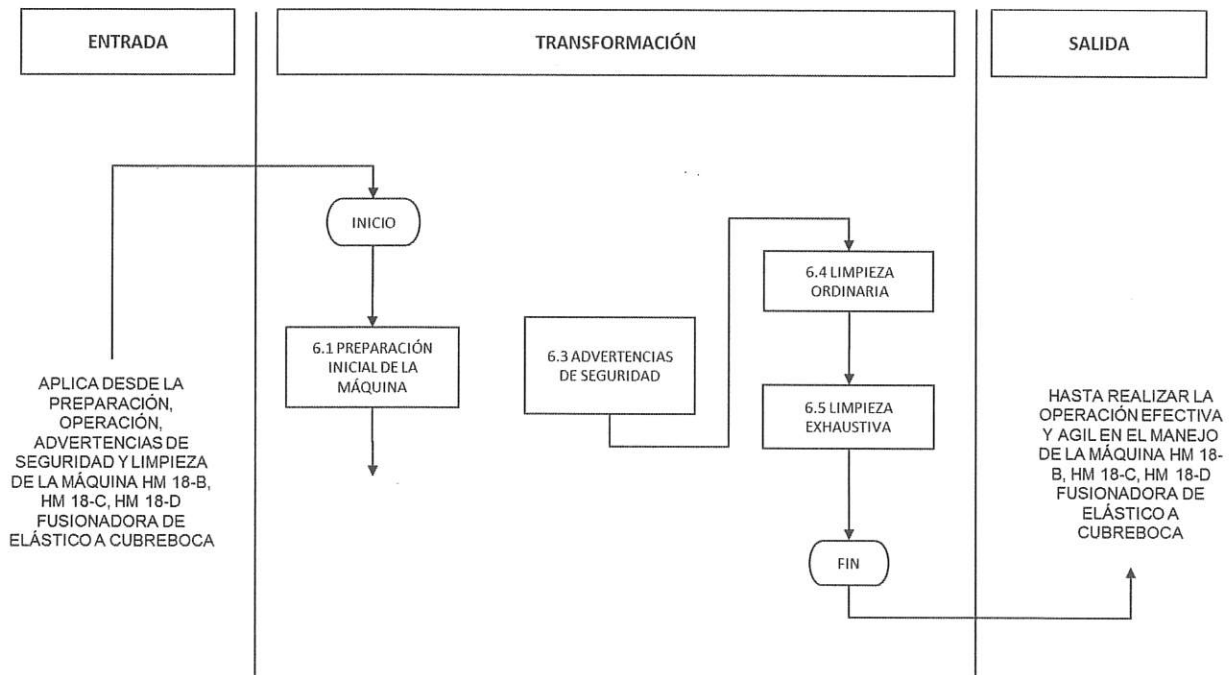 ENTRADA
TRANSFORMACIÓN
SALIDA
APLICA DESDE LA
PREPARACIÓN,
OPERACIÓN,
ADVERTENCIAS DE
SEGURIDAD Y LIMPIEZA
DE LA MÁQUINA HM 18-B,
HM 18-C, HM 18-D
FUSIONADORA DE
ELÁSTICO A CUBREBOCA
INICIO
6.1 PREPARACIÓN
INICIAL DE LA
MÁQUINA
6.3 ADVERTENCIAS
DE SEGURIDAD
6.4 LIMPIEZA
ORDINARIA
6.5 LIMPIEZA
EXHAUSTIVA
FIN
HASTA REALIZAR LA
OPERACIÓN EFECTIVA
Y AGIL EN EL MANEJO
DE LA MÁQUINA HM 18-
B, HM 18-C, HM 18-D
FUSIONADORA DE
ELÁSTICO A
CUBREBOCA